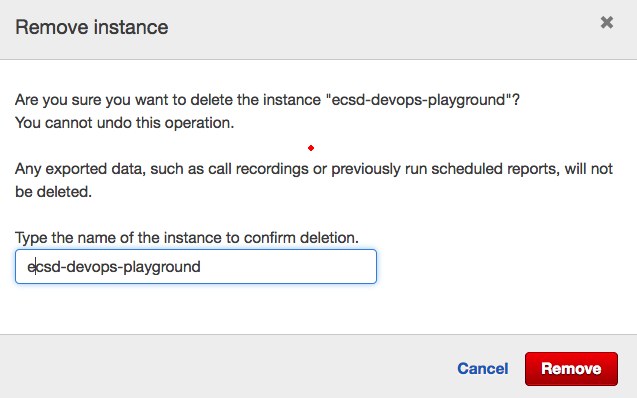 Remove instance
Are you sure you want to delete the instance "ecsd-devops-playground"?
You cannot undo this operation.
Any exported data, such as call recordings or previously run scheduled reports, will not
be deleted.
Type the name of the instance to confirm deletion.
ecsd-devops-playground
Cancel
Remove